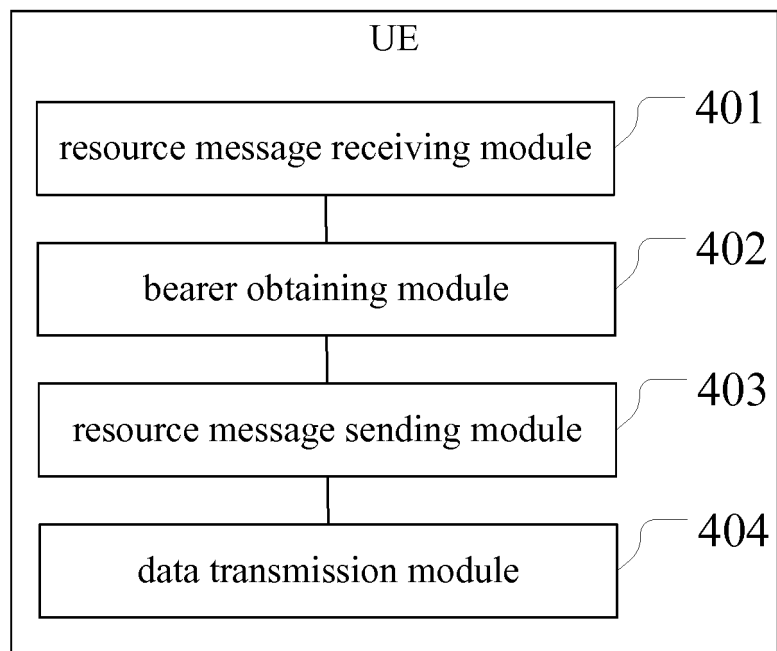 UE
401
resource message receiving module
402
bearer obtaining module
403
resource message sending module
404
data transmission module